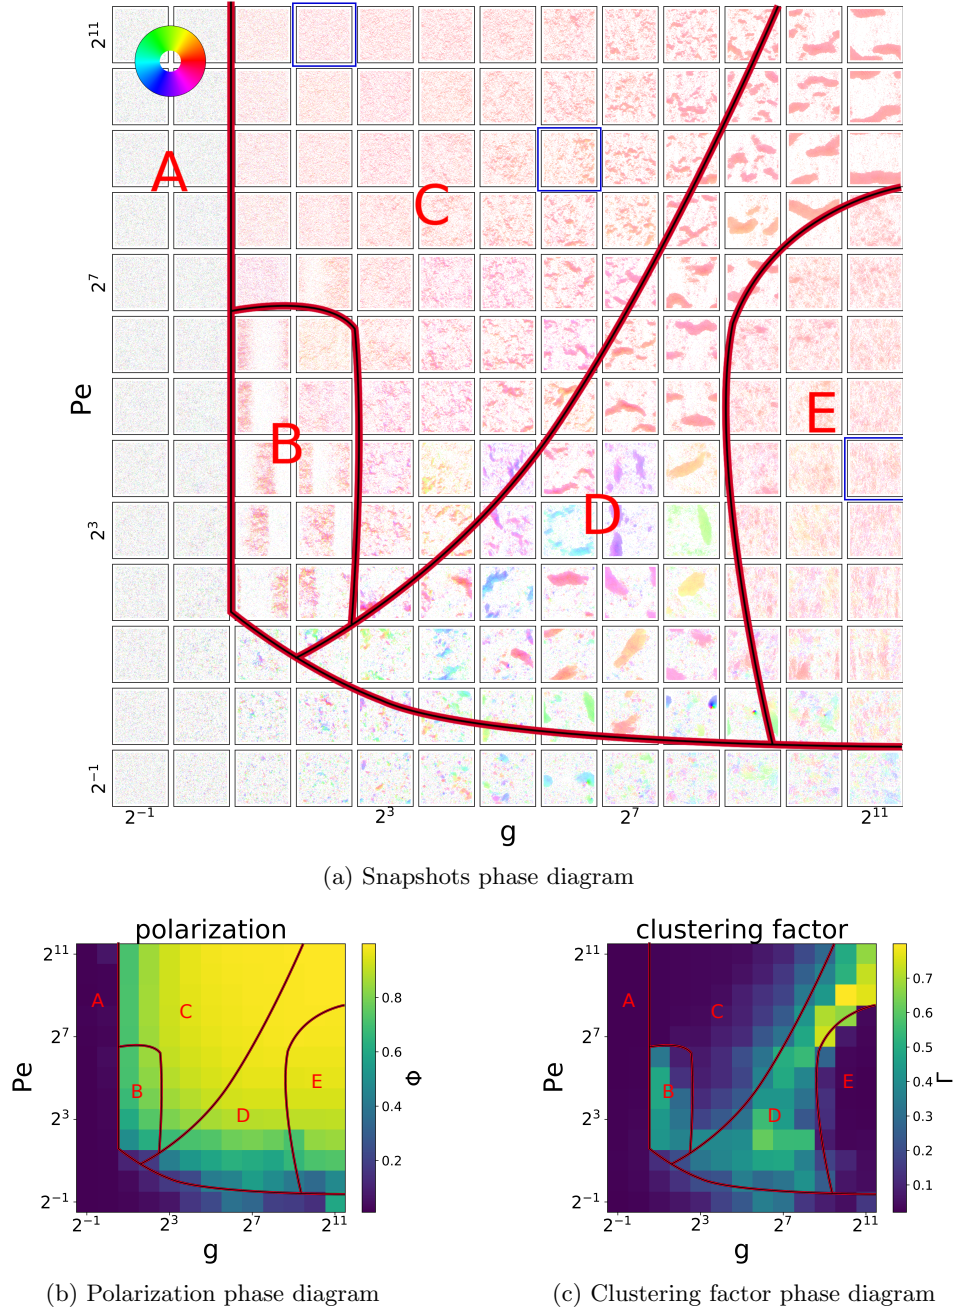 2^11
A
C
2^7
Pe
B
E
D
2^3
2^−1
2^−1 2^3 2^7 2^11
g
(a) Snapshots phase diagram
polarization
2^11
A
C
2^7
Pe
B
E
D
2^3
2^−1
2^−1 2^3 2^7 2^11
g
0.8
0.6
0.4
0.2
Φ
(b) Polarization phase diagram
clustering factor
2^11
A
C
2^7
Pe
B
E
D
2^3
2^−1
2^−1 2^3 2^7 2^11
g
0.7
0.6
0.5
0.4
0.3
0.2
0.1
Γ
(c) Clustering factor phase diagram